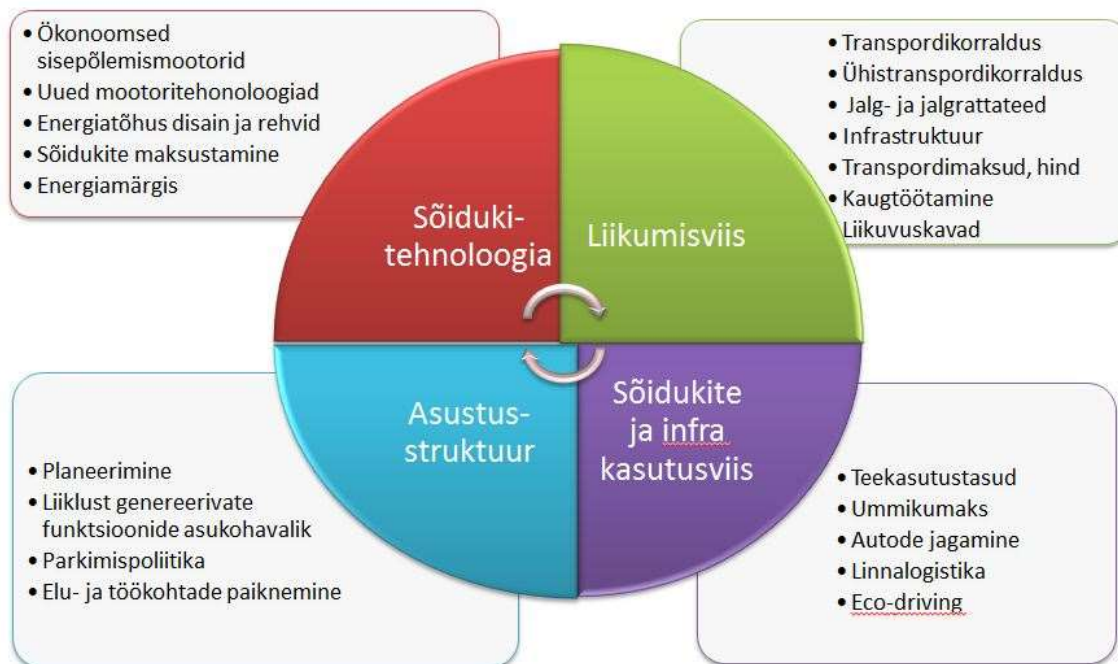 • Ökonoomsed
sisepõlemismootorid
• Uued mootoritehonoloogiad
• Energiatõhus disain ja rehvid
• Sõidukite maksustamine
• Energiamärgis
• Transpordikorraldus
• Ühistranspordikorraldus
• Jalg- ja jalgrattateed
• Infrastruktuur
• Transpordimaksud, hind
• Kaugtöötamine
Liikuvuskavad
Sõiduki-
tehnoloogia
Liikumisviis
Asustus-
struktuur
Sõidukite
ja infra
kasutusviis
• Planeerimine
• Liiklust genereerivate
funktsioonide asukohavalik
• Parkimispoliitika
• Elu- ja töökohtade paiknemine
• Teekasutustasud
• Ummikumaks
• Autode jagamine
• Linnalogistika
• Eco-driving